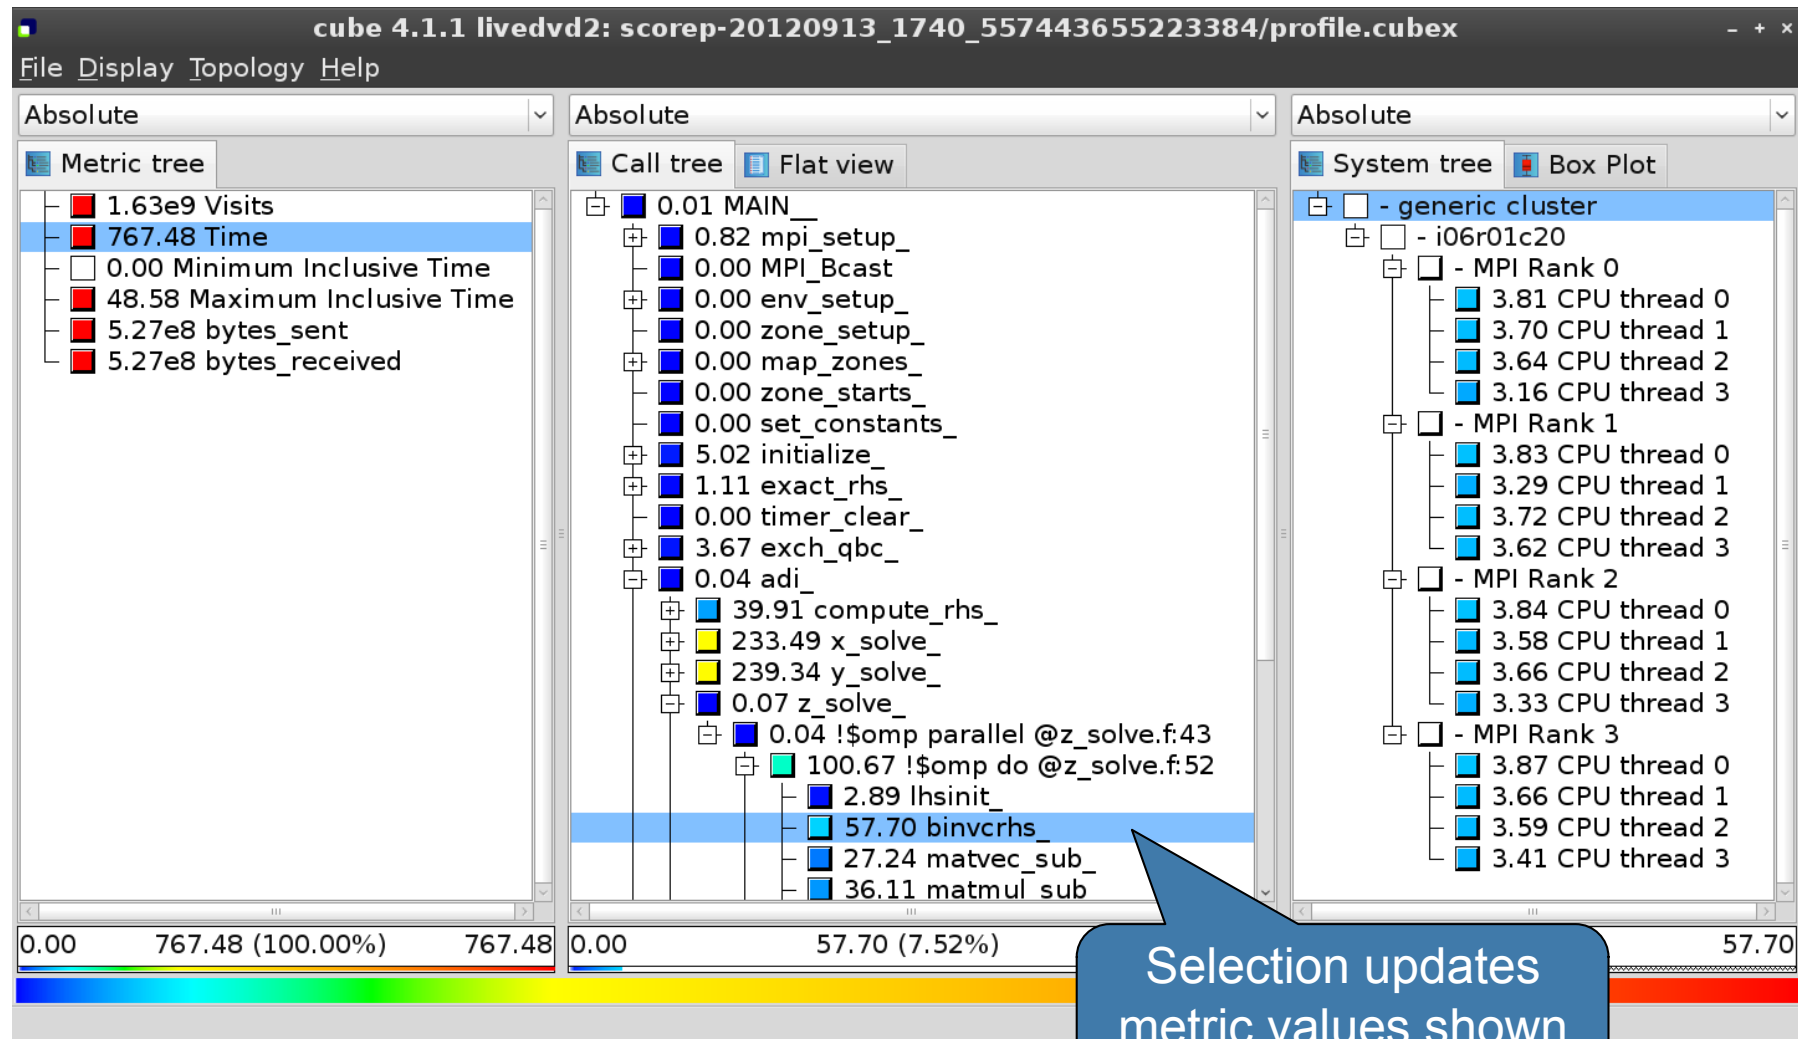 cube 4.1.1 livedvd2: scorep-20120913_1740_557443655223384/profile.cubex
File Display Topology Help
Absolute
Metric tree
1.63e9 Visits
767.48 Time
0.00 Minimum Inclusive Time
48.58 Maximum Inclusive Time
5.27e8 bytes_sent
5.27e8 bytes_received
0.00 767.48 (100.00%) 767.48
Absolute
Call tree Flat view
0.01 MAIN__
0.82 mpi_setup_
0.00 MPI_Bcast
0.00 env_setup_
0.00 zone_setup_
0.00 map_zones_
0.00 zone_starts_
0.00 set_constants_
5.02 initialize_
1.11 exact_rhs_
0.00 timer_clear_
3.67 exch_qbc_
0.04 adi_
39.91 compute_rhs_
233.49 x_solve_
239.34 y_solve_
0.07 z_solve_
0.04 !$omp parallel @z_solve.f:43
100.67 !$omp do @z_solve.f:52
2.89 lhsinit_
57.70 binvcrhs_
27.24 matvec_sub_
36.11 matmul_sub
0.00 57.70 (7.52%)
Absolute
System tree Box Plot
- generic cluster
- i06r01c20
- MPI Rank 0
3.81 CPU thread 0
3.70 CPU thread 1
3.64 CPU thread 2
3.16 CPU thread 3
- MPI Rank 1
3.83 CPU thread 0
3.29 CPU thread 1
3.72 CPU thread 2
3.62 CPU thread 3
- MPI Rank 2
3.84 CPU thread 0
3.58 CPU thread 1
3.66 CPU thread 2
3.33 CPU thread 3
- MPI Rank 3
3.87 CPU thread 0
3.66 CPU thread 1
3.59 CPU thread 2
3.41 CPU thread 3
57.70
Selection updates
metric values shown